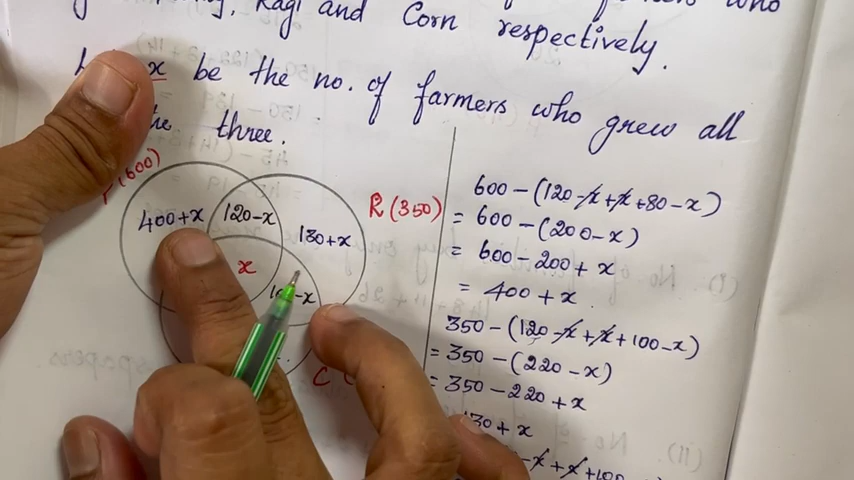 Ragi and Corn respectively.
x be the no. of farmers who grew all
three.
(600)
400+x
120-x
130+x
R (350)
x
-x
C
600-(120-x+x+80-x)
= 600-(200-x)
= 600-200+x
= 400+x
350-(120-x+x+100-x)
= 350-(220-x)
= 350-220+x
130+x
-x+x+100